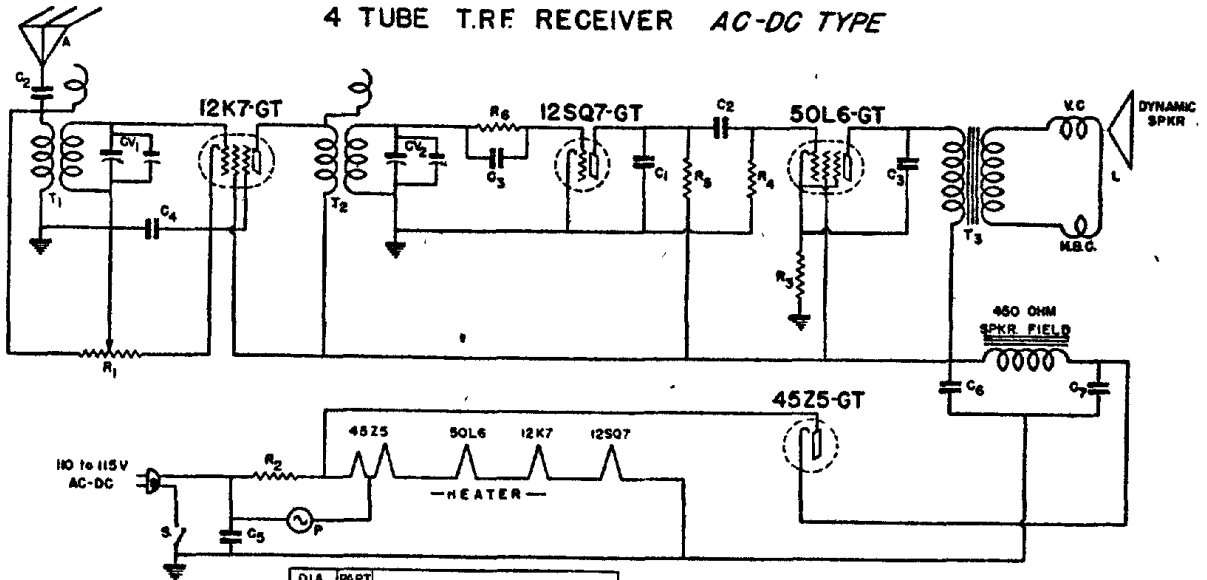 4 TUBE T.R.F. RECEIVER AC-DC TYPE
A
C2
12K7-GT
T1
CV1
C4
R1
T2
CV2
R6
C3
12SQ7-GT
C1
R5
C2
R4
50L6-GT
C3
R3
T3
V.C.
H.B.C.
L
DYNAMIC
SPKR
450 OHM
SPKR. FIELD
C6
C7
45Z5-GT
110 to 115V
AC-DC
S.
R2
C5
P
45Z5 50L6 12K7 12SQ7
—HEATER—
DIA. PART